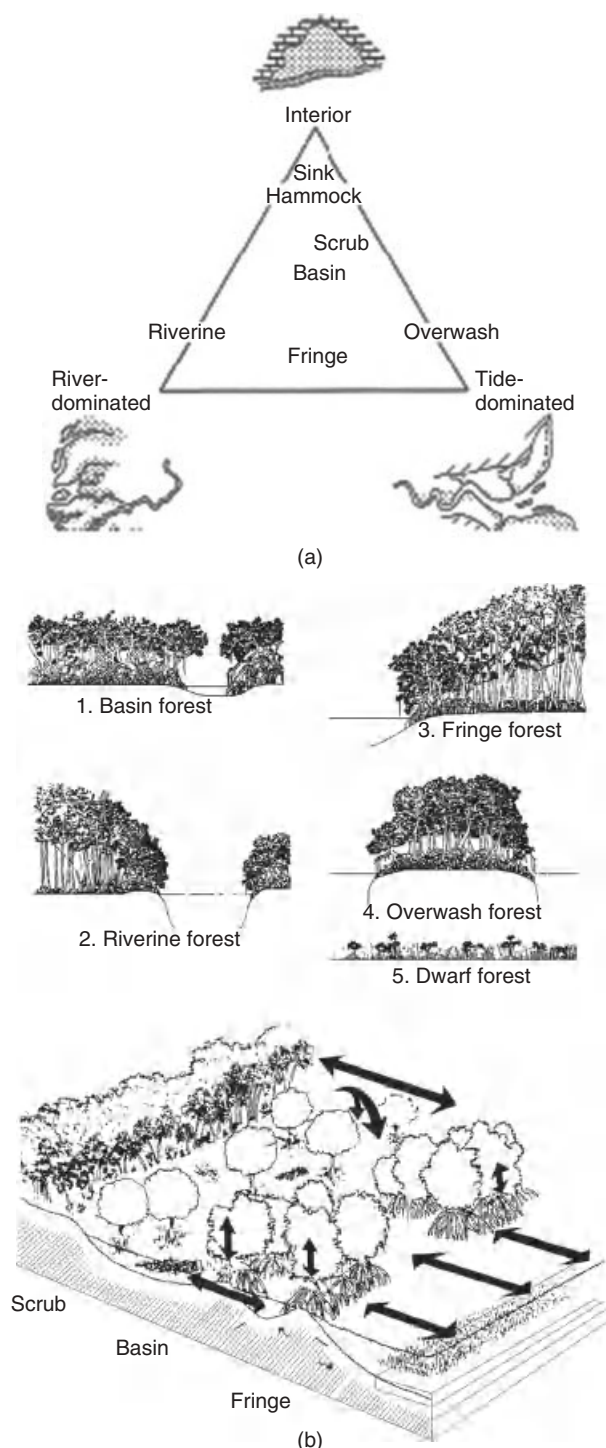 Interior
Sink
Hammock
Scrub
Basin
Riverine
Overwash
Fringe
River-
dominated
Tide-
dominated
(a)
1. Basin forest
3. Fringe forest
2. Riverine forest
4. Overwash forest
5. Dwarf forest
Scrub
Basin
Fringe
(b)